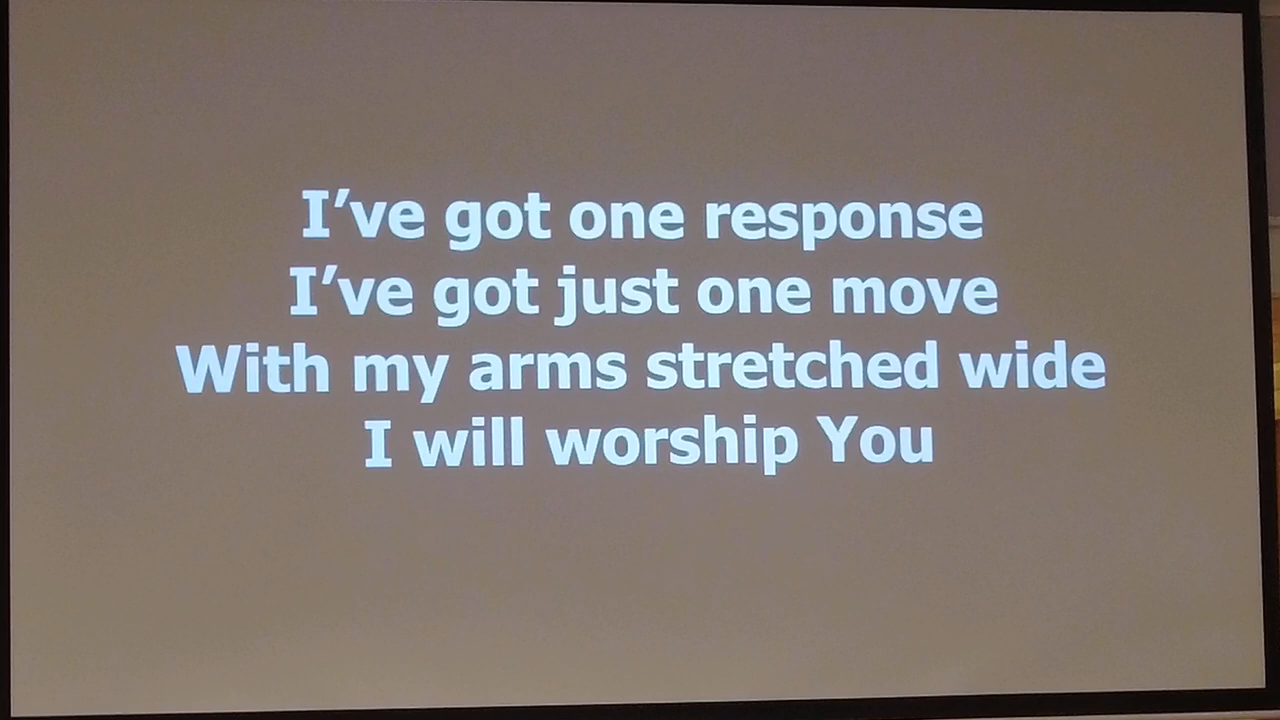 I’ve got one response
I’ve got just one move
With my arms stretched wide
I will worship You